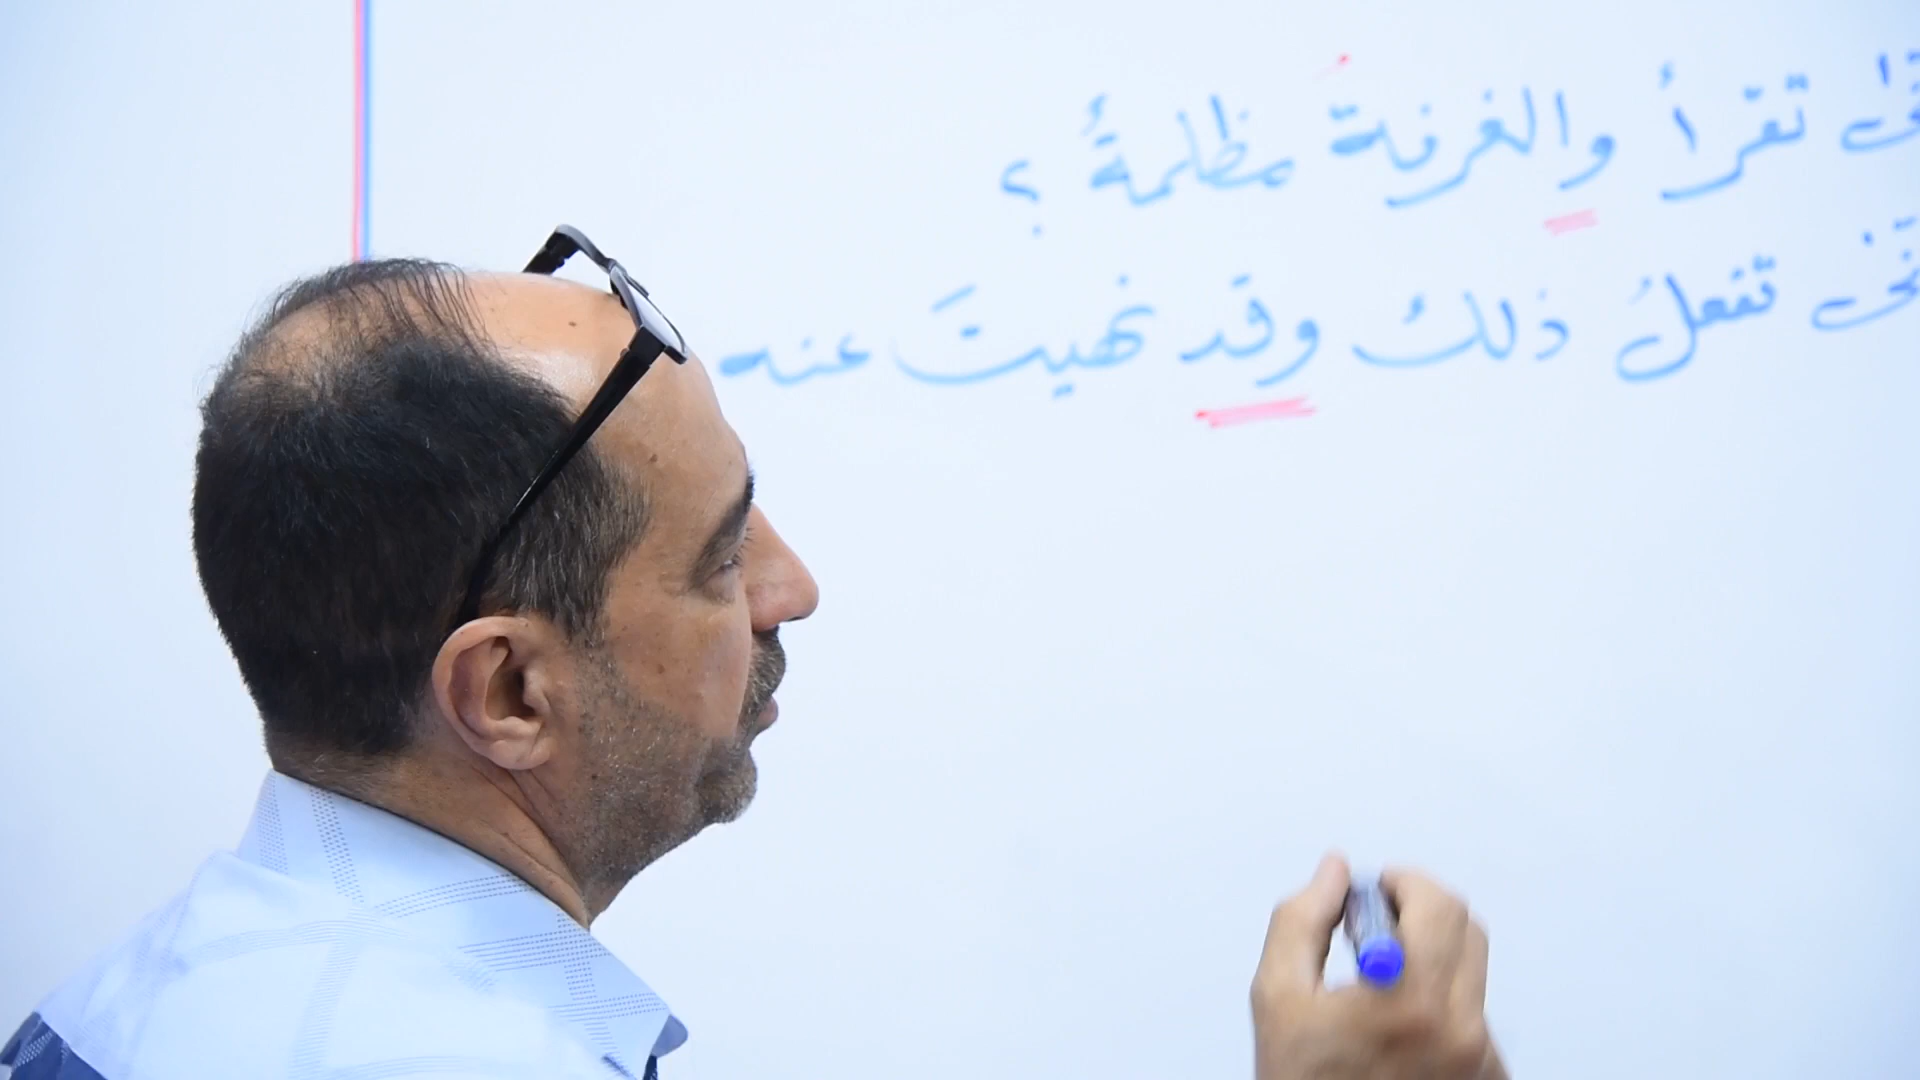 تقرأُ والغرفةُ مظلمةٌ؟
تفعلُ ذلك وقد نهيتَ عنه